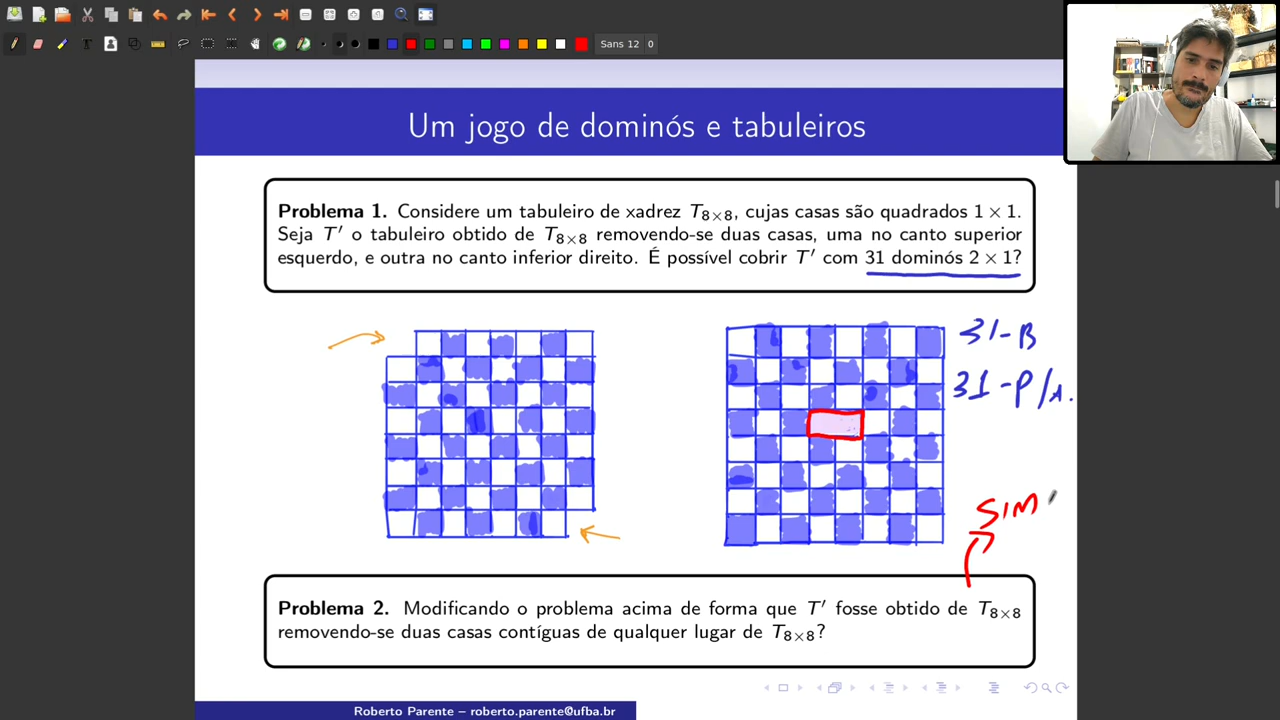 Sans 12 0
Um jogo de dominós e tabuleiros
Problema 1. Considere um tabuleiro de xadrez T8×8, cujas casas são quadrados 1 × 1.
Seja T′ o tabuleiro obtido de T8×8 removendo-se duas casas, uma no canto superior
esquerdo, e outra no canto inferior direito. É possível cobrir T′ com 31 dominós 2 × 1?
31-B
31-P/A.
SIM
Problema 2. Modificando o problema acima de forma que T′ fosse obtido de T8×8
removendo-se duas casas contíguas de qualquer lugar de T8×8?
Roberto Parente – roberto.parente@ufba.br